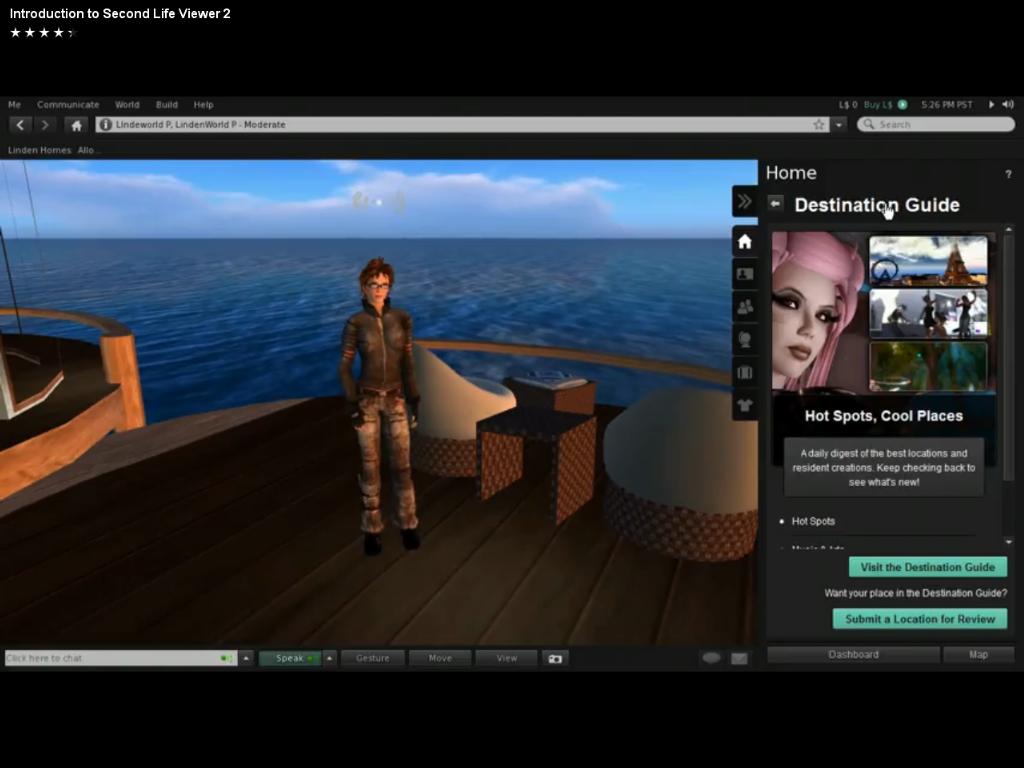 Introduction to Second Life Viewer 2
Me Communicate World Build Help
L$ 0 Buy L$ 5:26 PM PST
Lindeworld P, LindenWorld P - Moderate
Search
Linden Homes: Allo...
Home
?
Destination Guide
Hot Spots, Cool Places
A daily digest of the best locations and
resident creations. Keep checking back to
see what's new!
Hot Spots
Visit the Destination Guide
Want your place in the Destination Guide?
Submit a Location for Review
Click here to chat
Speak
Gesture
Move
View
Dashboard
Map